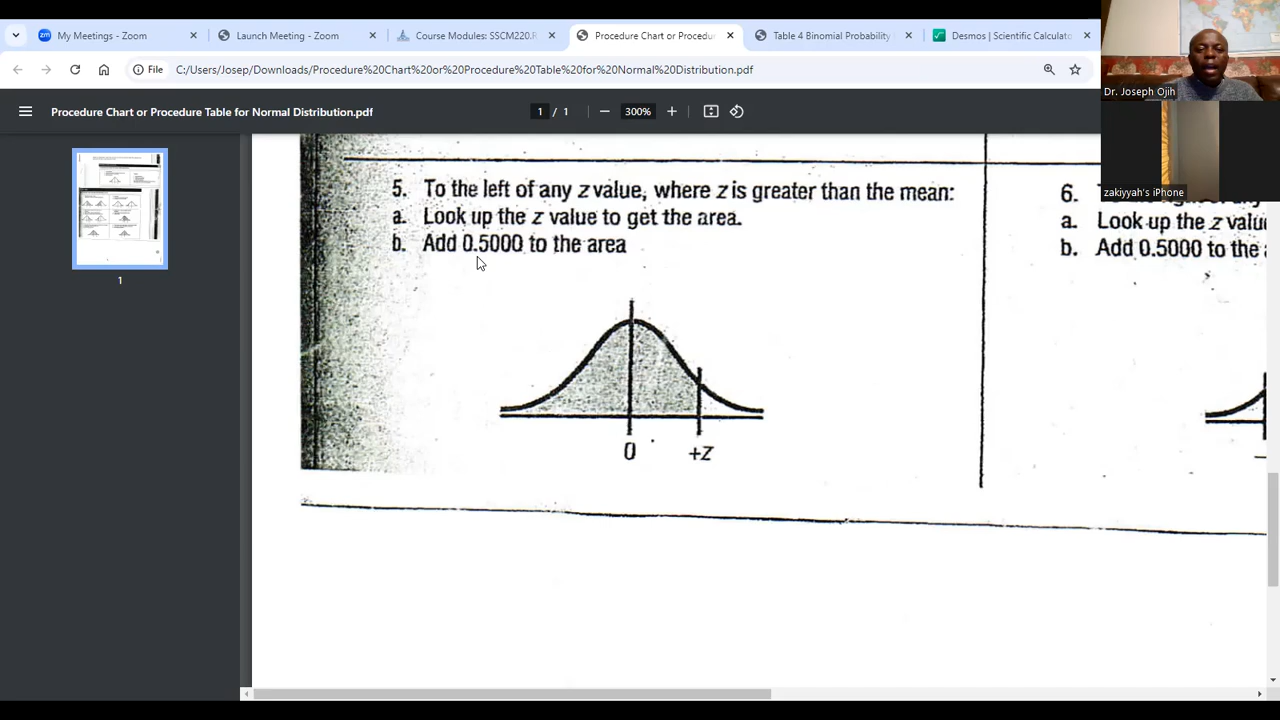 My Meetings - Zoom
Launch Meeting - Zoom
Course Modules: SSCM220.R
Procedure Chart or Procedur
Table 4 Binomial Probability
Desmos | Scientific Calculato
File
C:/Users/Josep/Downloads/Procedure%20Chart%20or%20Procedure%20Table%20for%20Normal%20Distribution.pdf
Procedure Chart or Procedure Table for Normal Distribution.pdf
1 / 1
300%
Dr. Joseph Ojih
zakiyyah's iPhone
1
5. To the left of any z value, where z is greater than the mean:
a. Look up the z value to get the area.
b. Add 0.5000 to the area
0
+Z
6.
a. Look up the z valu
b. Add 0.5000 to the